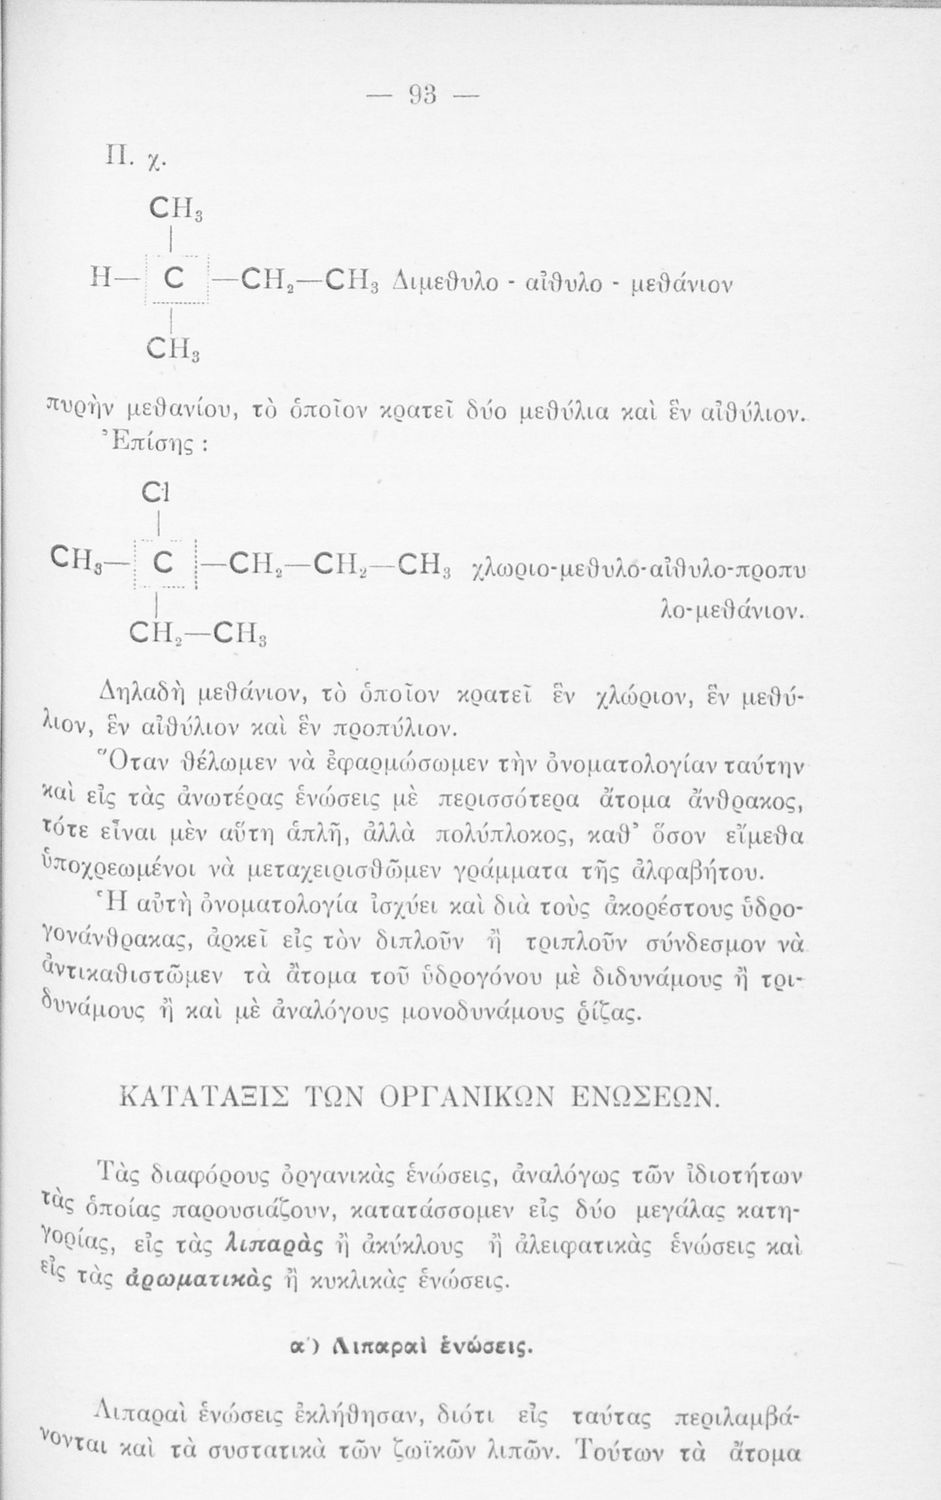 — 93 —
Π. χ.
CH₃
|
H— C —CH₂—CH₃ Διμεθυλο - αἰθυλο - μεθάνιον
|
CH₃
πυρὴν μεθανίου, τὸ ὁποῖον κρατεῖ δύο μεθύλια καὶ ἓν αἰθύλιον.
Ἐπίσης :
Cl
|
CH₃— C —CH₂—CH₂—CH₃ χλωριο-μεθυλο-αἰθυλο-προπυ
| λο-μεθάνιον.
CH₂—CH₃
Δηλαδὴ μεθάνιον, τὸ ὁποῖον κρατεῖ ἓν χλώριον, ἓν μεθύ-
λιον, ἓν αἰθύλιον καὶ ἓν προπύλιον.
Ὅταν θέλωμεν νὰ ἐφαρμώσωμεν τὴν ὀνοματολογίαν ταύτην
καὶ εἰς τὰς ἀνωτέρας ἑνώσεις μὲ περισσότερα ἄτομα ἄνθρακος,
τότε εἶναι μὲν αὕτη ἁπλῆ, ἀλλὰ πολύπλοκος, καθ' ὅσον εἴμεθα
ὑποχρεωμένοι νὰ μεταχειρισθῶμεν γράμματα τῆς ἀλφαβήτου.
Ἡ αὐτὴ ὀνοματολογία ἰσχύει καὶ διὰ τοὺς ἀκορέστους ὑδρο-
γονάνθρακας, ἀρκεῖ εἰς τὸν διπλοῦν ἢ τριπλοῦν σύνδεσμον νὰ
ἀντικαθιστῶμεν τὰ ἄτομα τοῦ ὑδρογόνου μὲ διδυνάμους ἢ τρι-
δυνάμους ἢ καὶ μὲ ἀναλόγους μονοδυνάμους ῥίζας.
ΚΑΤΑΤΑΞΙΣ ΤΩΝ ΟΡΓΑΝΙΚΩΝ ΕΝΩΣΕΩΝ.
Τὰς διαφόρους ὀργανικὰς ἑνώσεις, ἀναλόγως τῶν ἰδιοτήτων
τὰς ὁποίας παρουσιάζουν, κατατάσσομεν εἰς δύο μεγάλας κατη-
γορίας, εἰς τὰς λιπαρὰς ἢ ἀκύκλους ἢ ἀλειφατικὰς ἑνώσεις καὶ
εἰς τὰς ἀρωματικὰς ἢ κυκλικὰς ἑνώσεις.
α΄) Λιπαραὶ ἑνώσεις.
Λιπαραὶ ἑνώσεις ἐκλήθησαν, διότι εἰς ταύτας περιλαμβά-
νονται καὶ τὰ συστατικὰ τῶν ζωϊκῶν λιπῶν. Τούτων τὰ ἄτομα